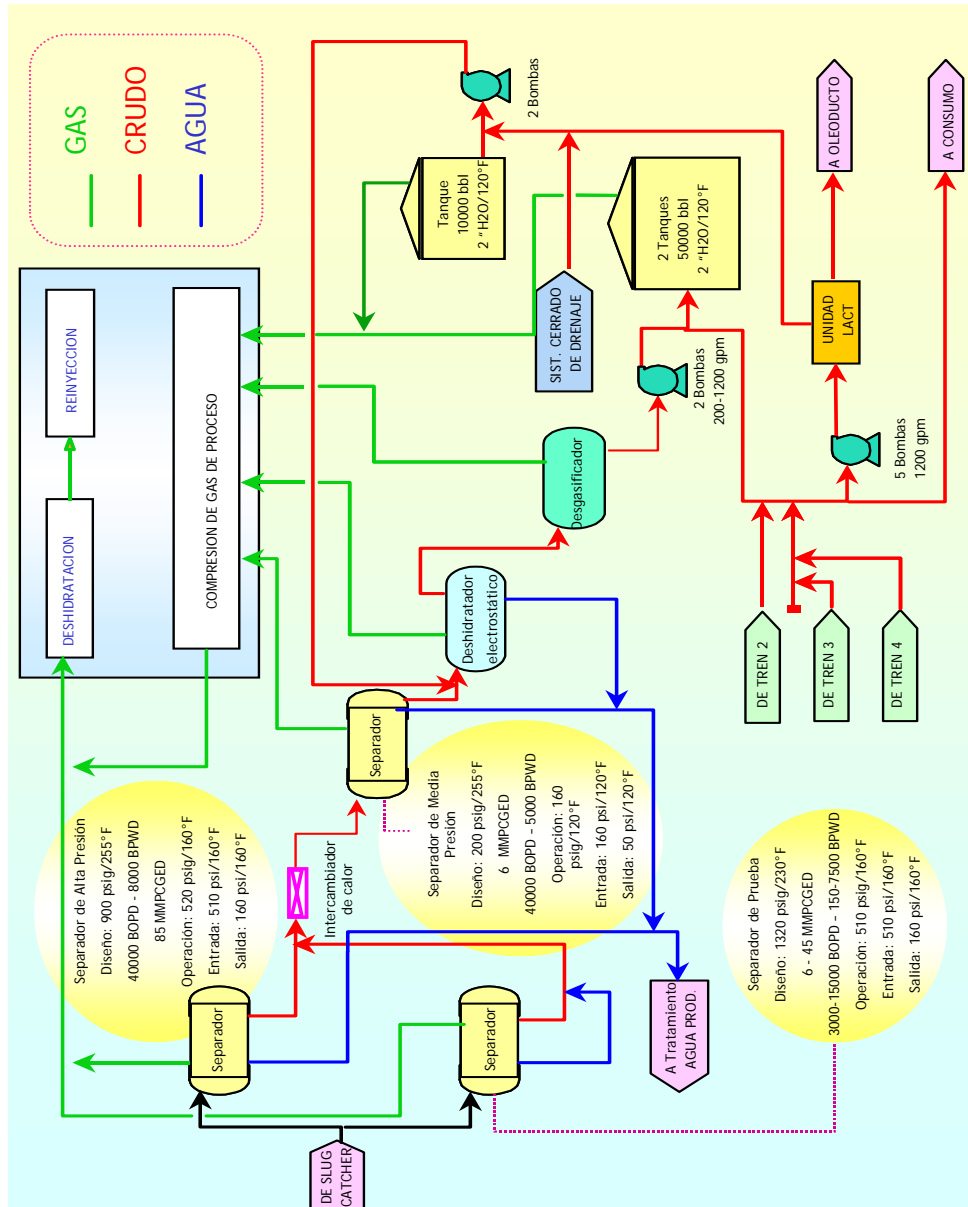 GAS
CRUDO
AGUA
DESHIDRATACION
REINYECCION
COMPRESION DE GAS DE PROCESO
Tanque
10000 bbl
2 "H2O/120°F
2 Bombas
SIST. CERRADO
DE DRENAJE
2 Tanques
50000 bbl
2 "H2O/120°F
A OLEODUCTO
A CONSUMO
UNIDAD
LACT
2 Bombas
200-1200 gpm
5 Bombas
1200 gpm
Desgasificador
Deshidratador
electrostático
Separador
Separador de Alta Presión
Diseño: 900 psig/255°F
40000 BOPD - 8000 BPWD
85 MMPCGED
Operación: 520 psig/160°F
Entrada: 510 psi/160°F
Salida: 160 psi/160°F
Intercambiador
de calor
Separador de Media
Presión
Diseño: 200 psig/255°F
6 MMPCGED
40000 BOPD – 5000 BPWD
Operación: 160
psig/120°F
Entrada: 160 psi/120°F
Salida: 50 psi/120°F
Separador
Separador
DE SLUG
CATCHER
A Tratamiento
AGUA PROD.
Separador de Prueba
Diseño: 1320 psig/230°F
6 - 45 MMPCGED
3000-15000 BOPD – 150-7500 BPWD
Operación: 510 psig/160°F
Entrada: 510 psi/160°F
Salida: 160 psi/160°F
DE TREN 2
DE TREN 3
DE TREN 4